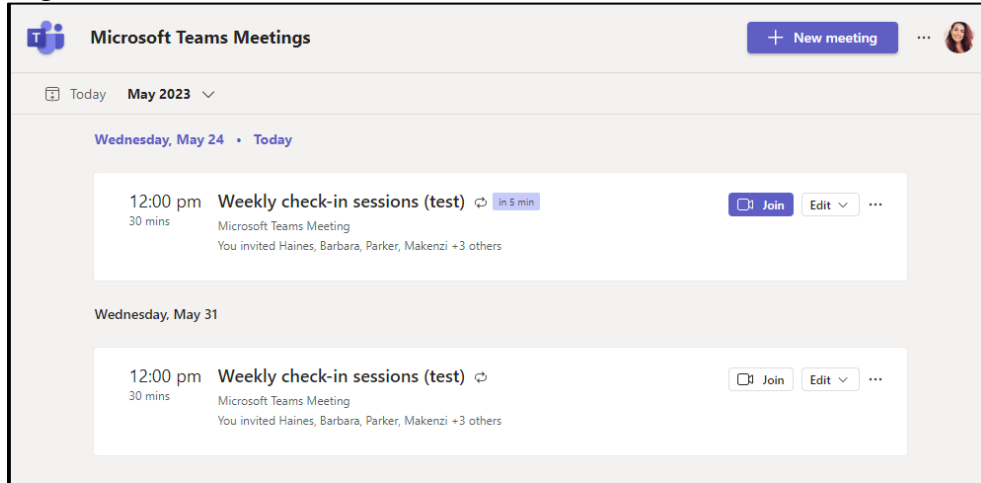 Microsoft Teams Meetings
+ New meeting ...
Today May 2023
Wednesday, May 24 • Today
12:00 pm Weekly check-in sessions (test) in 5 min
Join Edit ...
30 mins
Microsoft Teams Meeting
You invited Haines, Barbara, Parker, Makenzi +3 others
Wednesday, May 31
12:00 pm Weekly check-in sessions (test)
Join Edit ...
30 mins
Microsoft Teams Meeting
You invited Haines, Barbara, Parker, Makenzi +3 others